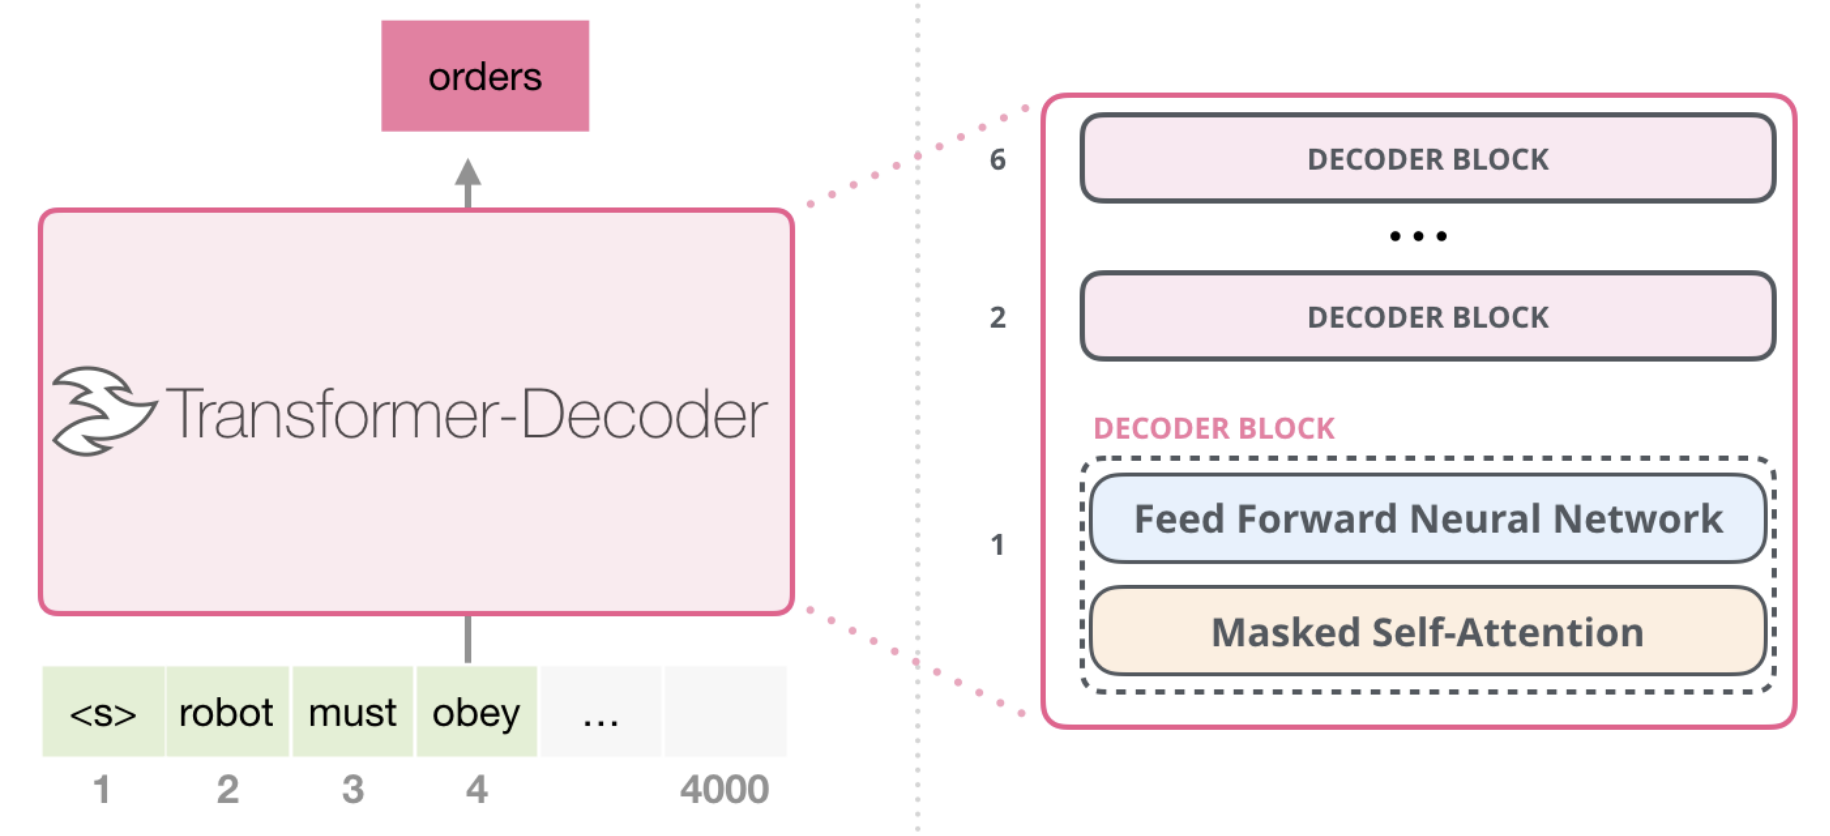 orders
Transformer-Decoder
<s> robot must obey ...
1 2 3 4 4000
6 DECODER BLOCK
...
2 DECODER BLOCK
DECODER BLOCK
1
Feed Forward Neural Network
Masked Self-Attention